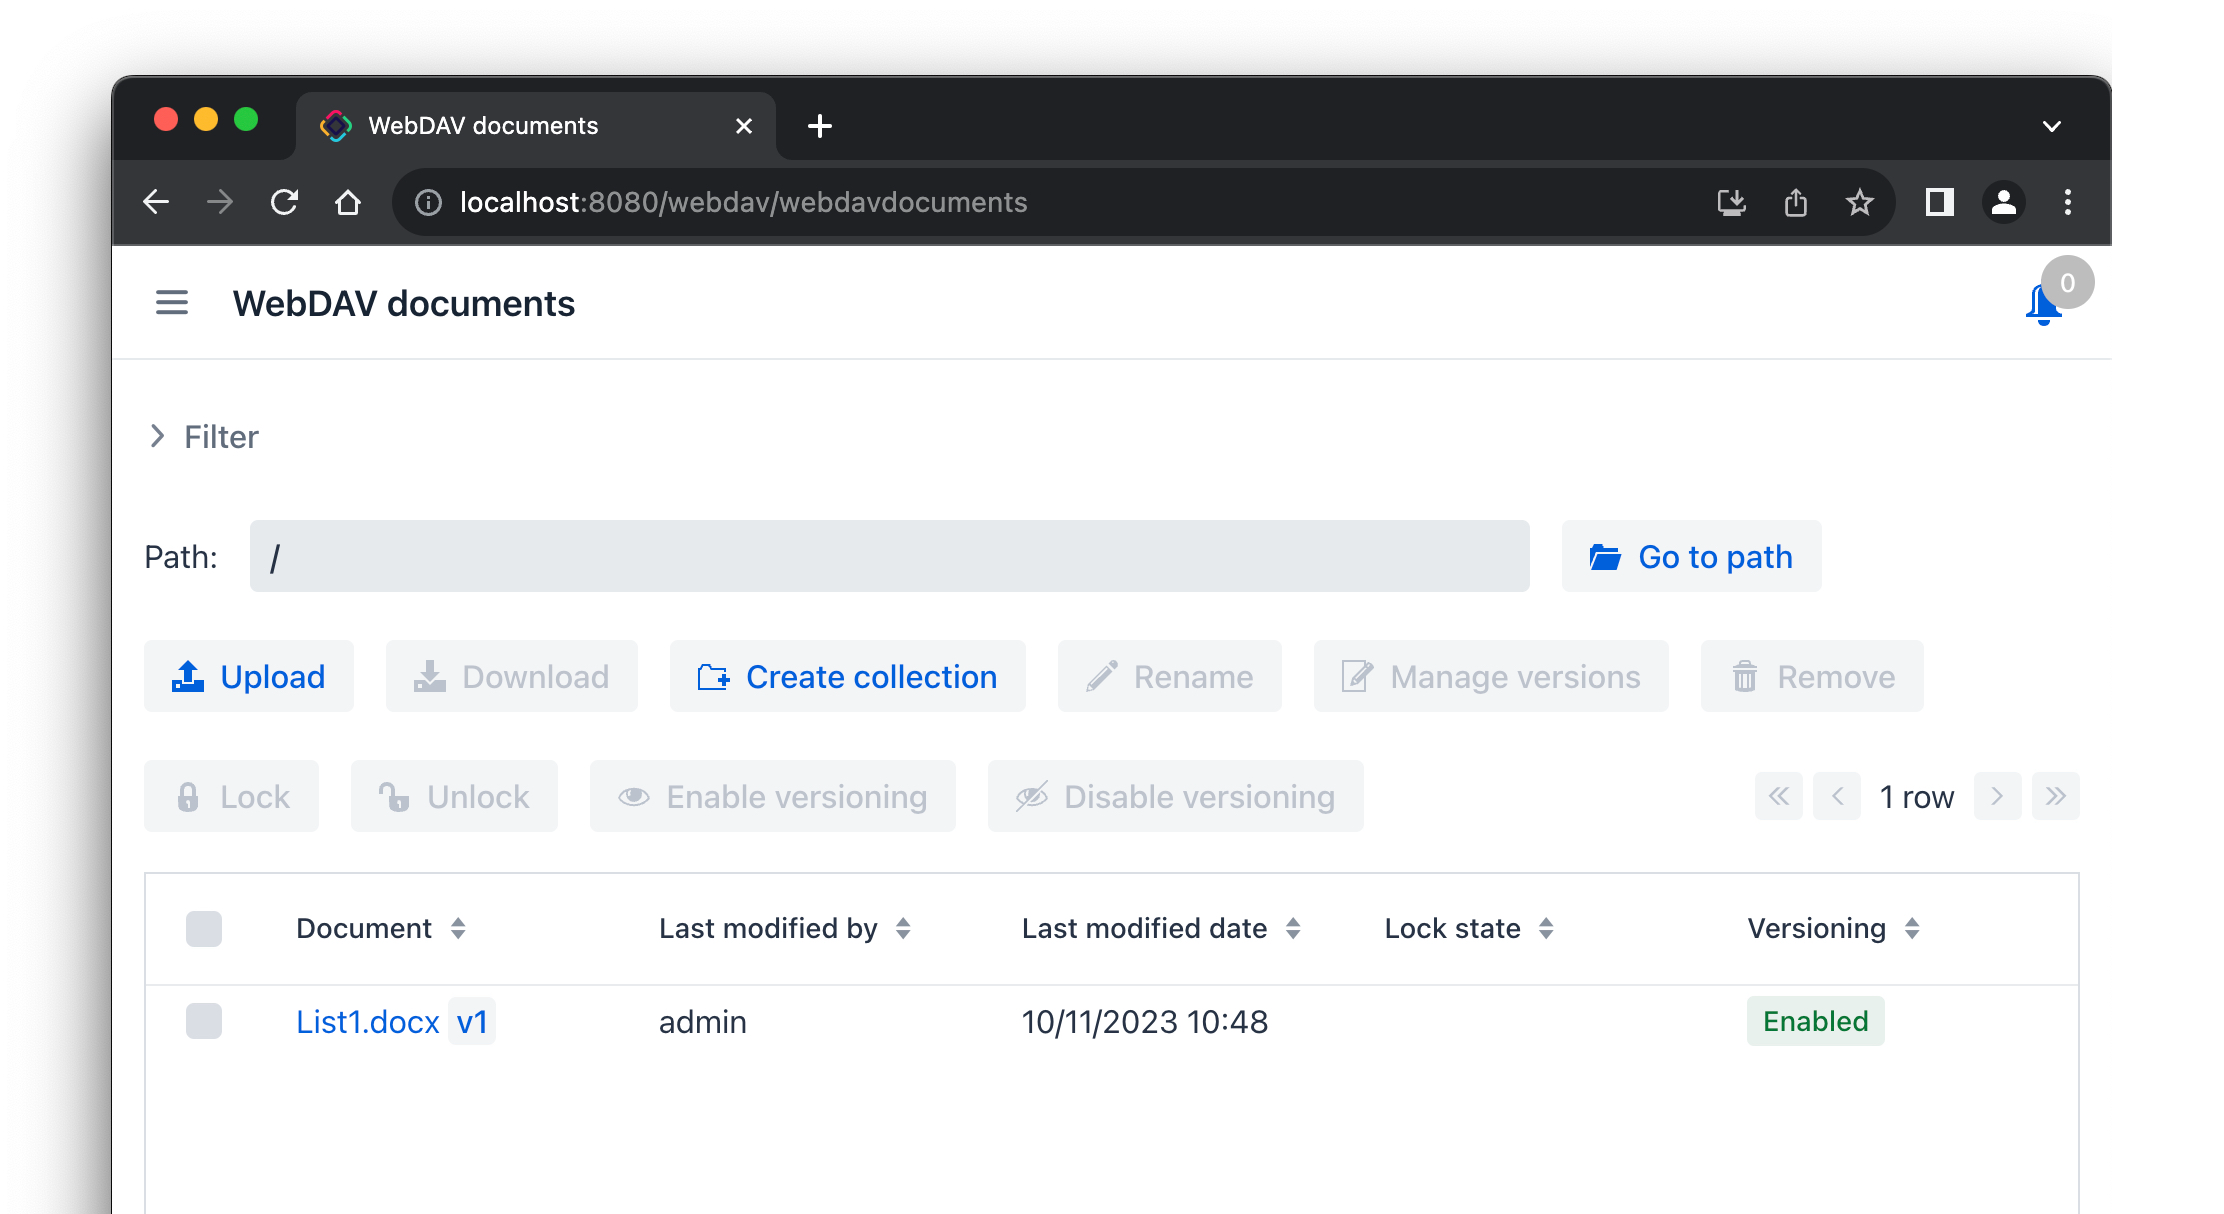 WebDAV documents
localhost:8080/webdav/webdavdocuments
WebDAV documents
0
Filter
Path: / Go to path
Upload Download Create collection Rename Manage versions Remove
Lock Unlock Enable versioning Disable versioning 1 row
Document Last modified by Last modified date Lock state Versioning
List1.docx v1 admin 10/11/2023 10:48 Enabled